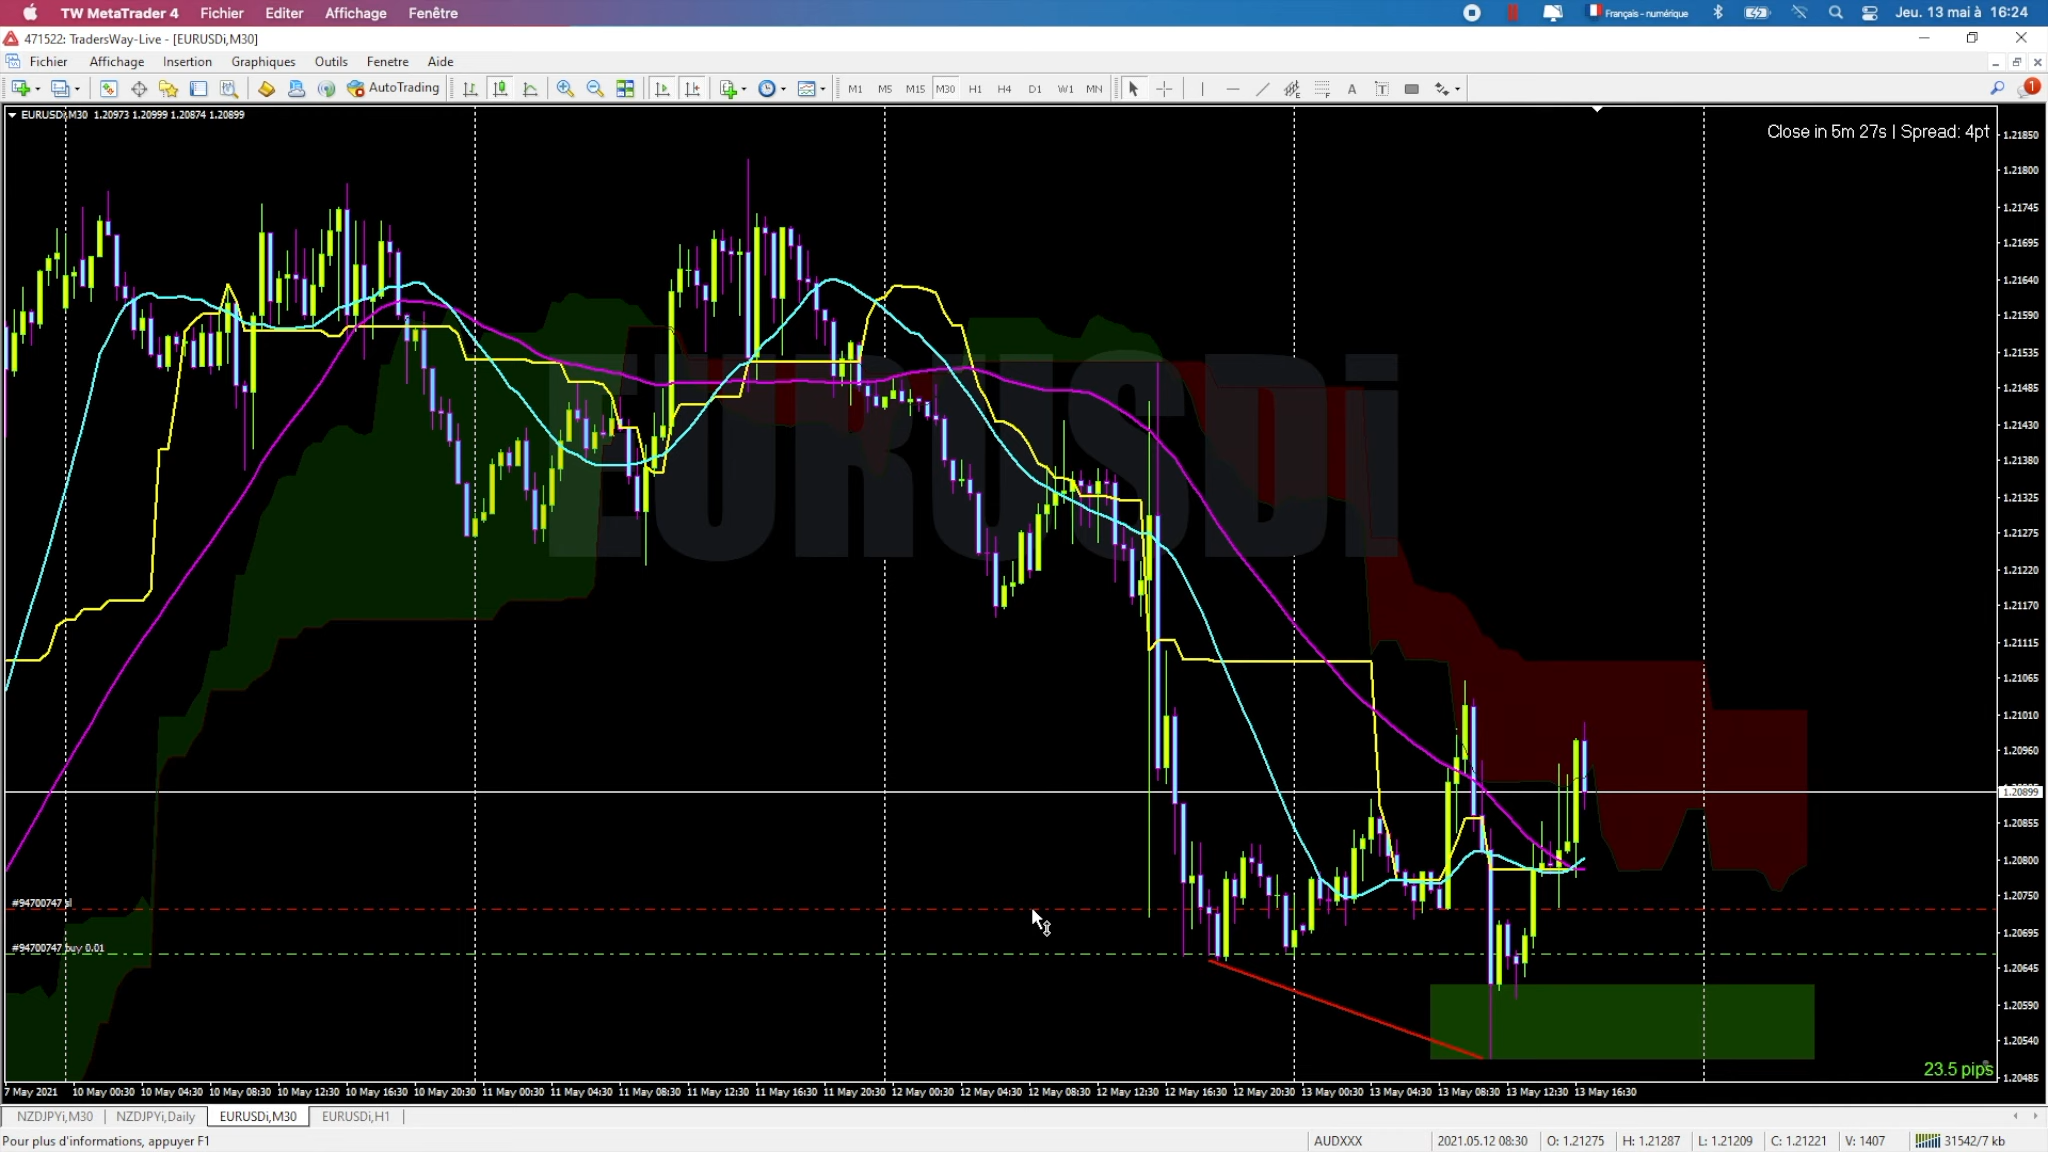 TW MetaTrader 4 Fichier Editer Affichage Fenêtre Français - numérique Jeu. 13 mai à 16:24
471522: TradersWay-Live - [EURUSDi,M30]
Fichier Affichage Insertion Graphiques Outils Fenetre Aide
AutoTrading M1 M5 M15 M30 H1 H4 D1 W1 MN A T 1
EURUSDi,M30 1.20973 1.20999 1.20874 1.20899
Close in 5m 27s | Spread: 4pt
1.21850
1.21800
1.21745
1.21695
1.21640
1.21590
1.21535
1.21485
1.21430
1.21380
1.21325
1.21275
1.21220
1.21170
1.21115
1.21065
1.21010
1.20960
1.20899
1.20855
1.20800
1.20750
1.20695
1.20645
1.20590
1.20540
1.20485
EURUSDi
#94700747 sl
#94700747 buy 0.01
23.5 pips
7 May 2021 10 May 00:30 10 May 04:30 10 May 08:30 10 May 12:30 10 May 16:30 10 May 20:30 11 May 00:30 11 May 04:30 11 May 08:30 11 May 12:30 11 May 16:30 11 May 20:30 12 May 00:30 12 May 04:30 12 May 08:30 12 May 12:30 12 May 16:30 12 May 20:30 13 May 00:30 13 May 04:30 13 May 08:30 13 May 12:30 13 May 16:30
NZDJPYi,M30 NZDJPYi,Daily EURUSDi,M30 EURUSDi,H1
Pour plus d'informations, appuyer F1 AUDXXX 2021.05.12 08:30 O: 1.21275 H: 1.21287 L: 1.21209 C: 1.21221 V: 1407 31542/7 kb